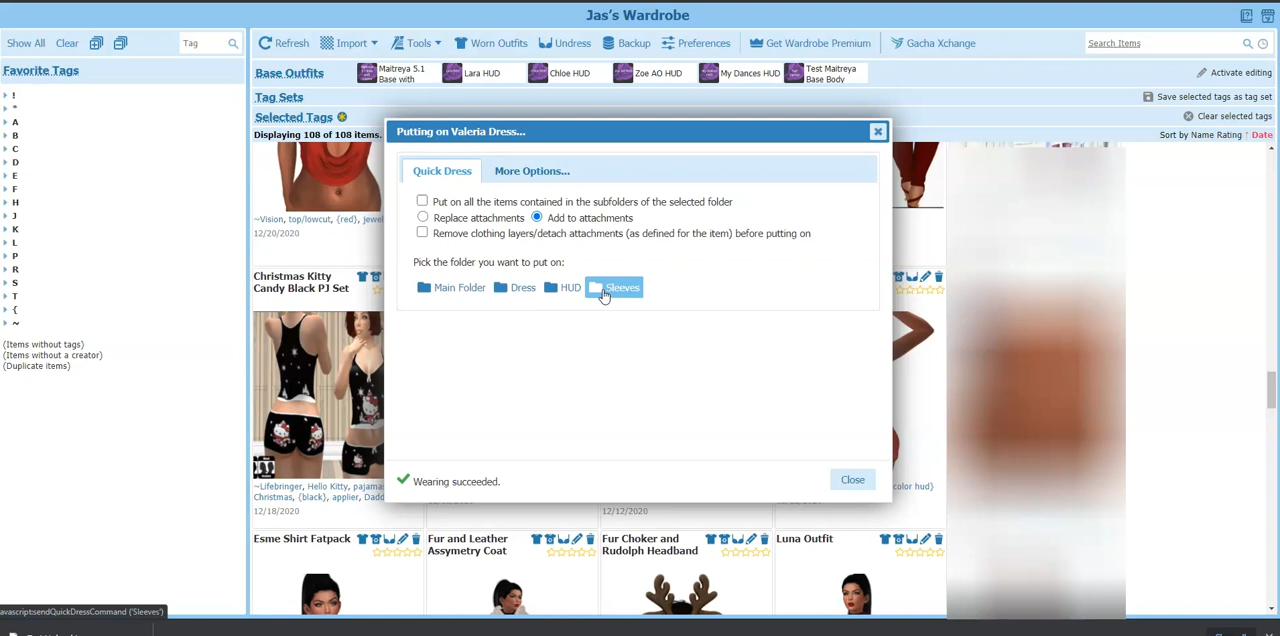 Jas's Wardrobe
Show All Clear Tag
Refresh Import Tools Worn Outfits Undress Backup Preferences Get Wardrobe Premium Gacha Xchange Search Items
Favorite Tags
!
*
A
B
C
D
E
F
H
J
K
L
P
R
S
T
{
~
(Items without tags)
(Items without a creator)
(Duplicate items)
Base Outfits
Maitreya 5.1 Base with
Lara HUD
Chloe HUD
Zoe AO HUD
My Dances HUD
Test Maitreya Base Body
Activate editing
Tag Sets
Save selected tags as tag set
Selected Tags
Clear selected tags
Displaying 108 of 108 items.
Sort by Name Rating ↑ Date
Putting on Valeria Dress...
Quick Dress More Options...
Put on all the items contained in the subfolders of the selected folder
Replace attachments Add to attachments
Remove clothing layers/detach attachments (as defined for the item) before putting on
Pick the folder you want to put on:
Main Folder Dress HUD Sleeves
Wearing succeeded.
Close
~Vision, top/lowcut, {red}, jewel
12/20/2020
Christmas Kitty
Candy Black PJ Set
~Lifebringer, Hello Kitty, pajamas
Christmas, {black}, applier, Dadd
12/18/2020
12/12/2020
color hud}
Esme Shirt Fatpack
Fur and Leather
Assymetry Coat
Fur Choker and
Rudolph Headband
Luna Outfit
avascript:sendQuickDressCommand ('Sleeves')